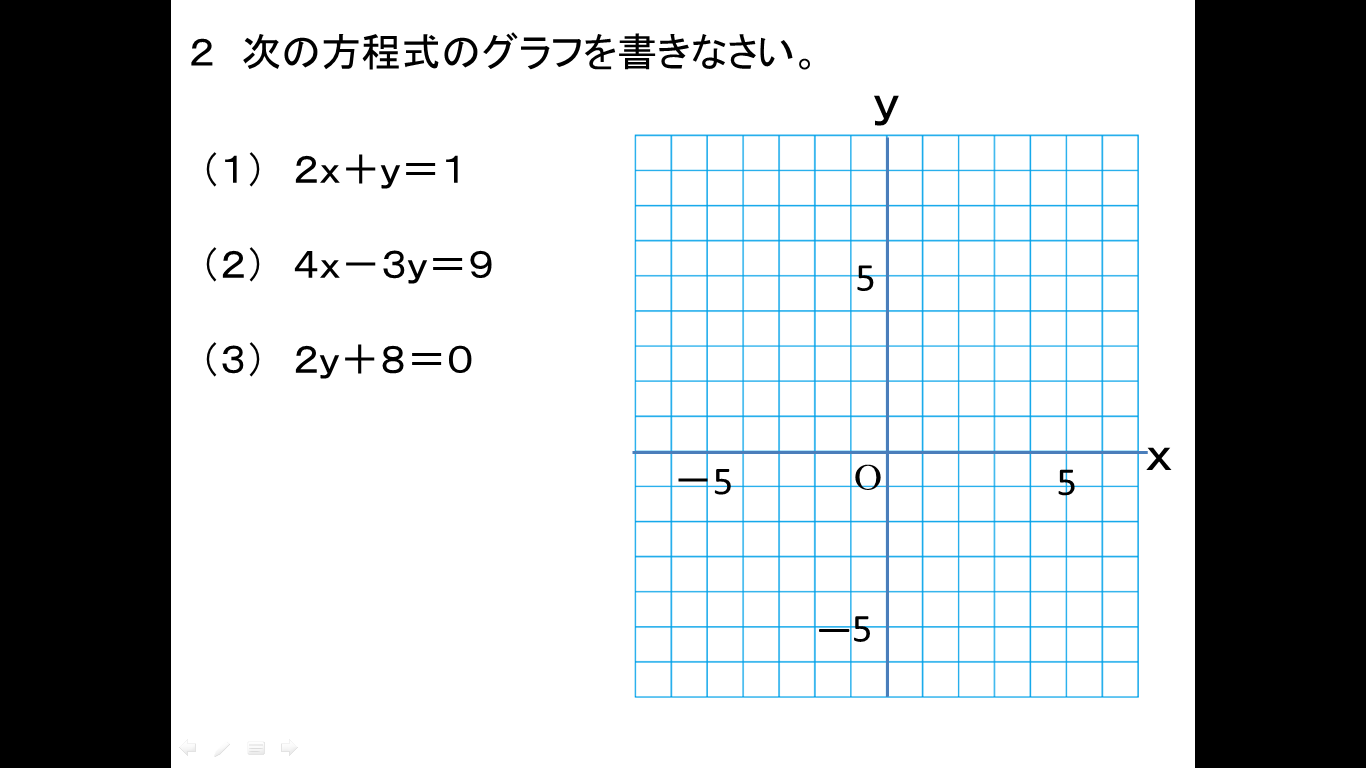 ２　次の方程式のグラフを書きなさい。
（１）　２x＋y＝１
（２）　４x－３y＝９
（３）　２y＋８＝０
y
5
－5
O
5
x
－5